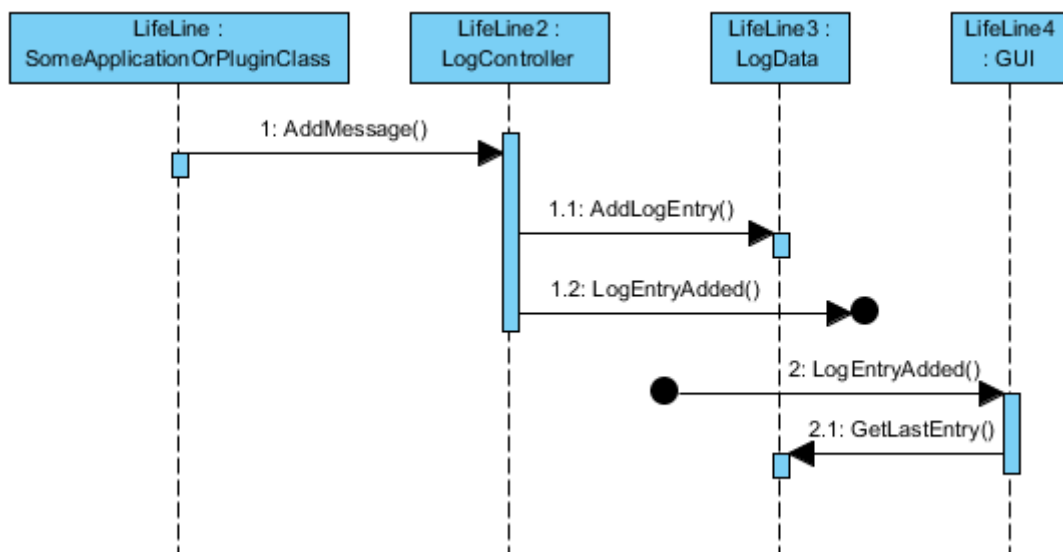 LifeLine :
SomeApplicationOrPluginClass
LifeLine2 :
LogController
LifeLine3 :
LogData
LifeLine4
: GUI
1: AddMessage()
1.1: AddLogEntry()
1.2: LogEntryAdded()
2: LogEntryAdded()
2.1: GetLastEntry()